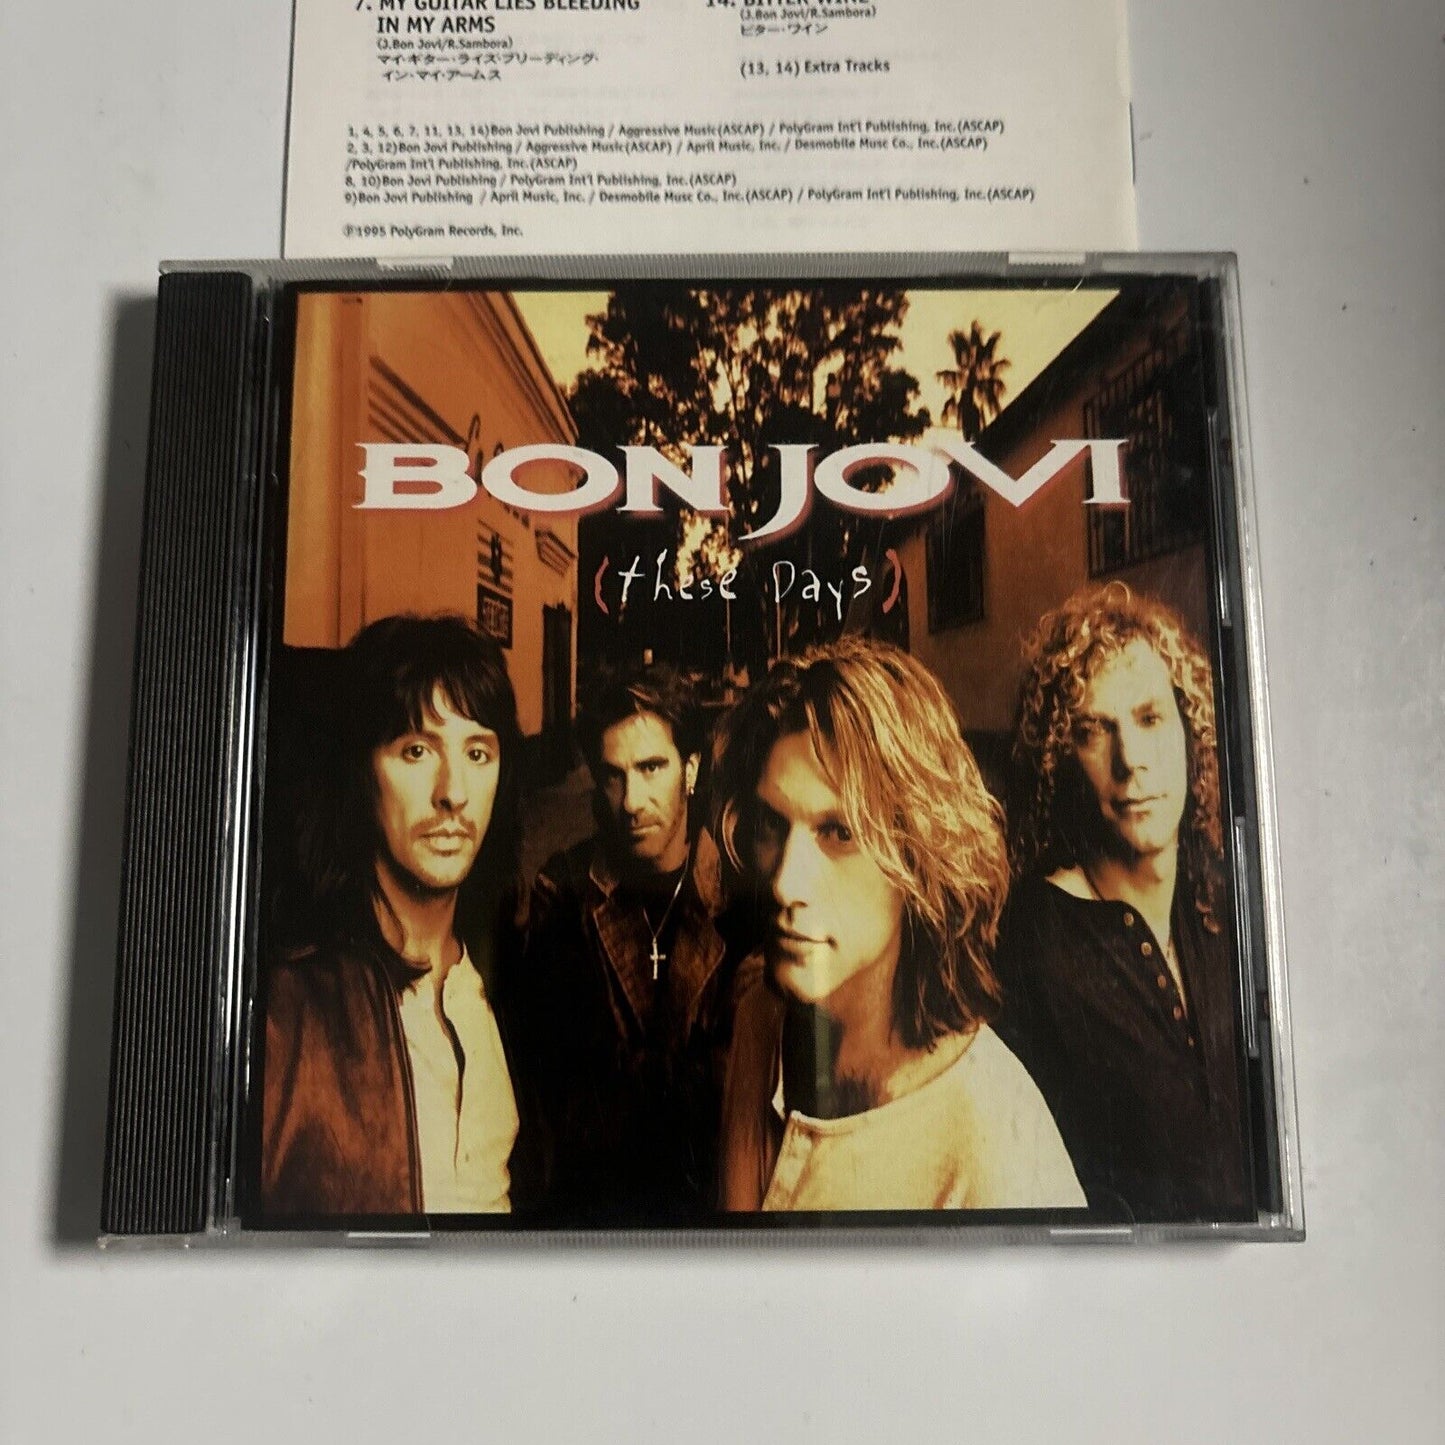 7. MY GUITAR LIES BLEEDING
IN MY ARMS
(J.Bon Jovi/R.Sambora)
マイ・ギター・ライズ・ブリーディング・
イン・マイ・アームス
14. BITTER WINE
(J.Bon Jovi/R.Sambora)
ビター・ワイン
(13, 14) Extra Tracks
1, 4, 5, 6, 7, 11, 13, 14)Bon Jovi Publishing / Aggressive Music(ASCAP) / PolyGram Int'l Publishing, Inc.(ASCAP)
2, 3, 12)Bon Jovi Publishing / Aggressive Music(ASCAP) / April Music, Inc. / Desmobile Musc Co., Inc.(ASCAP)
/PolyGram Int'l Publishing, Inc.(ASCAP)
8, 10)Bon Jovi Publishing / PolyGram Int'l Publishing, Inc.(ASCAP)
9)Bon Jovi Publishing / April Music, Inc. / Desmobile Musc Co., Inc.(ASCAP) / PolyGram Int'l Publishing, Inc.(ASCAP)
℗1995 PolyGram Records, Inc.
BON JOVI
(these Days)